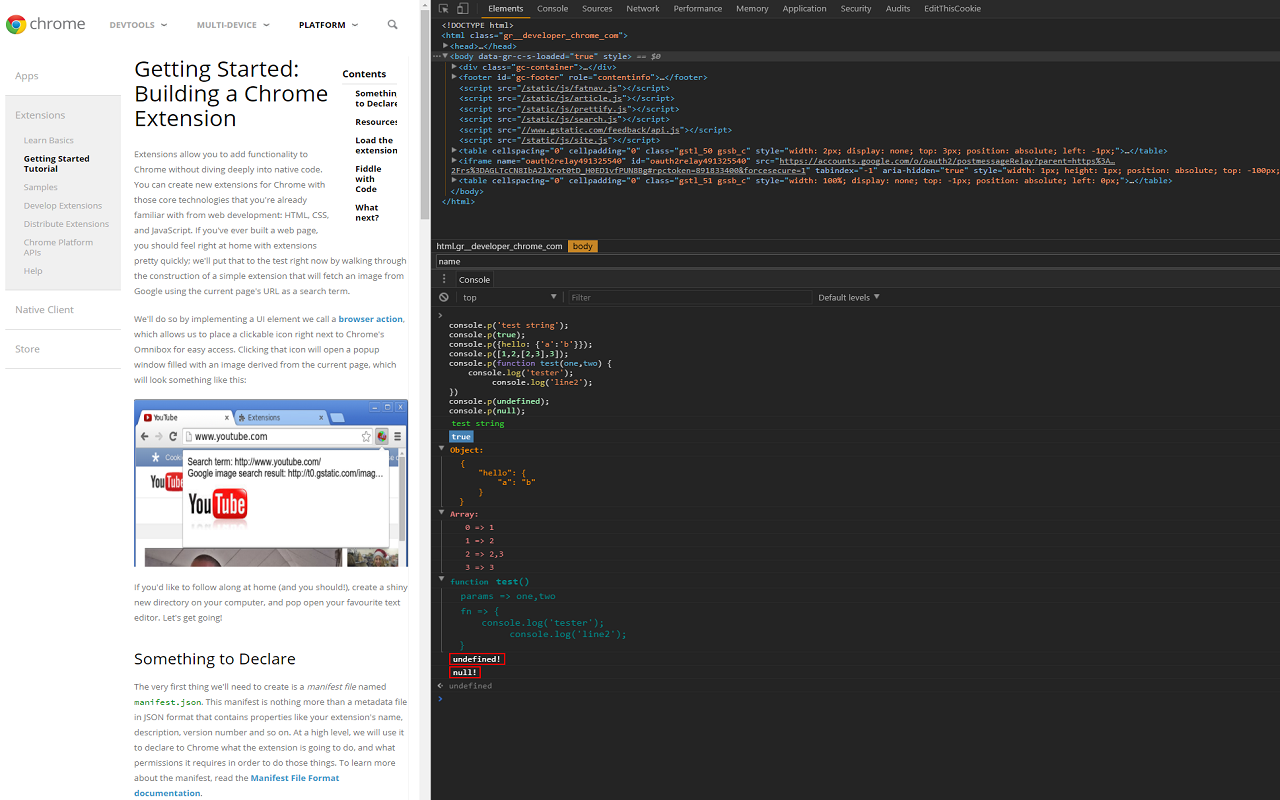 chrome
DEVTOOLS
MULTI-DEVICE
PLATFORM
Apps
Extensions
Learn Basics
Getting Started
Tutorial
Samples
Develop Extensions
Distribute Extensions
Chrome Platform
APIs
Help
Native Client
Store
Getting Started:
Building a Chrome
Extension
Contents
Somethin
to Declare
Resources
Load the
extension
Fiddle
with
Code
What
next?
Extensions allow you to add functionality to
Chrome without diving deeply into native code.
You can create new extensions for Chrome with
those core technologies that you're already
familiar with from web development: HTML, CSS,
and JavaScript. If you've ever built a web page,
you should feel right at home with extensions
pretty quickly; we'll put that to the test right now by walking through
the construction of a simple extension that will fetch an image from
Google using the current page's URL as a search term.
We'll do so by implementing a UI element we call a browser action,
which allows us to place a clickable icon right next to Chrome's
Omnibox for easy access. Clicking that icon will open a popup
window filled with an image derived from the current page, which
will look something like this:
YouTube x
Extensions x
www.youtube.com
Cooki
Search term: http://www.youtube.com/
Google image search result: http://t0.gstatic.com/imag...
You
YouTube
If you'd like to follow along at home (and you should!), create a shiny
new directory on your computer, and pop open your favourite text
editor. Let's get going!
Something to Declare
The very first thing we'll need to create is a manifest file named
manifest.json. This manifest is nothing more than a metadata file
in JSON format that contains properties like your extension's name,
description, version number and so on. At a high level, we will use it
to declare to Chrome what the extension is going to do, and what
permissions it requires in order to do those things. To learn more
about the manifest, read the Manifest File Format
documentation.
Elements Console Sources Network Performance Memory Application Security Audits EditThisCookie
<!DOCTYPE html>
<html class="gr__developer_chrome_com">
<head>…</head>
<body data-gr-c-s-loaded="true" style> == $0
<div class="gc-container">…</div>
<footer id="gc-footer" role="contentinfo">…</footer>
<script src="/static/js/fatnav.js"></script>
<script src="/static/js/article.js"></script>
<script src="/static/js/prettify.js"></script>
<script src="/static/js/search.js"></script>
<script src="//www.gstatic.com/feedback/api.js"></script>
<script src="/static/js/site.js"></script>
<table cellspacing="0" cellpadding="0" class="gstl_50 gssb_c" style="width: 2px; display: none; top: 3px; position: absolute; left: -1px;">…</table>
<iframe name="oauth2relay491325540" id="oauth2relay491325540" src="https://accounts.google.com/o/oauth2/postmessageRelay?parent=https%3A…
2Frs%3DAGLTcCN8IbA2lXrot0tD_H0ED1vfPUN8Bg#rpctoken=891833400&forcesecure=1" tabindex="-1" aria-hidden="true" style="width: 1px; height: 1px; position: absolute; top: -100px;
<table cellspacing="0" cellpadding="0" class="gstl_51 gssb_c" style="width: 100%; display: none; top: -1px; position: absolute; left: 0px;">…</table>
</body>
</html>
html.gr__developer_chrome_com body
name
Console
top Filter Default levels
console.p('test string');
console.p(true);
console.p({hello: {'a':'b'}});
console.p([1,2,[2,3],3]);
console.p(function test(one,two) {
console.log('tester');
console.log('line2');
})
console.p(undefined);
console.p(null);
test string
true
Object:
{
"hello": {
"a": "b"
}
}
Array:
0 => 1
1 => 2
2 => 2,3
3 => 3
function test()
params => one,two
fn => {
console.log('tester');
console.log('line2');
}
undefined!
null!
undefined